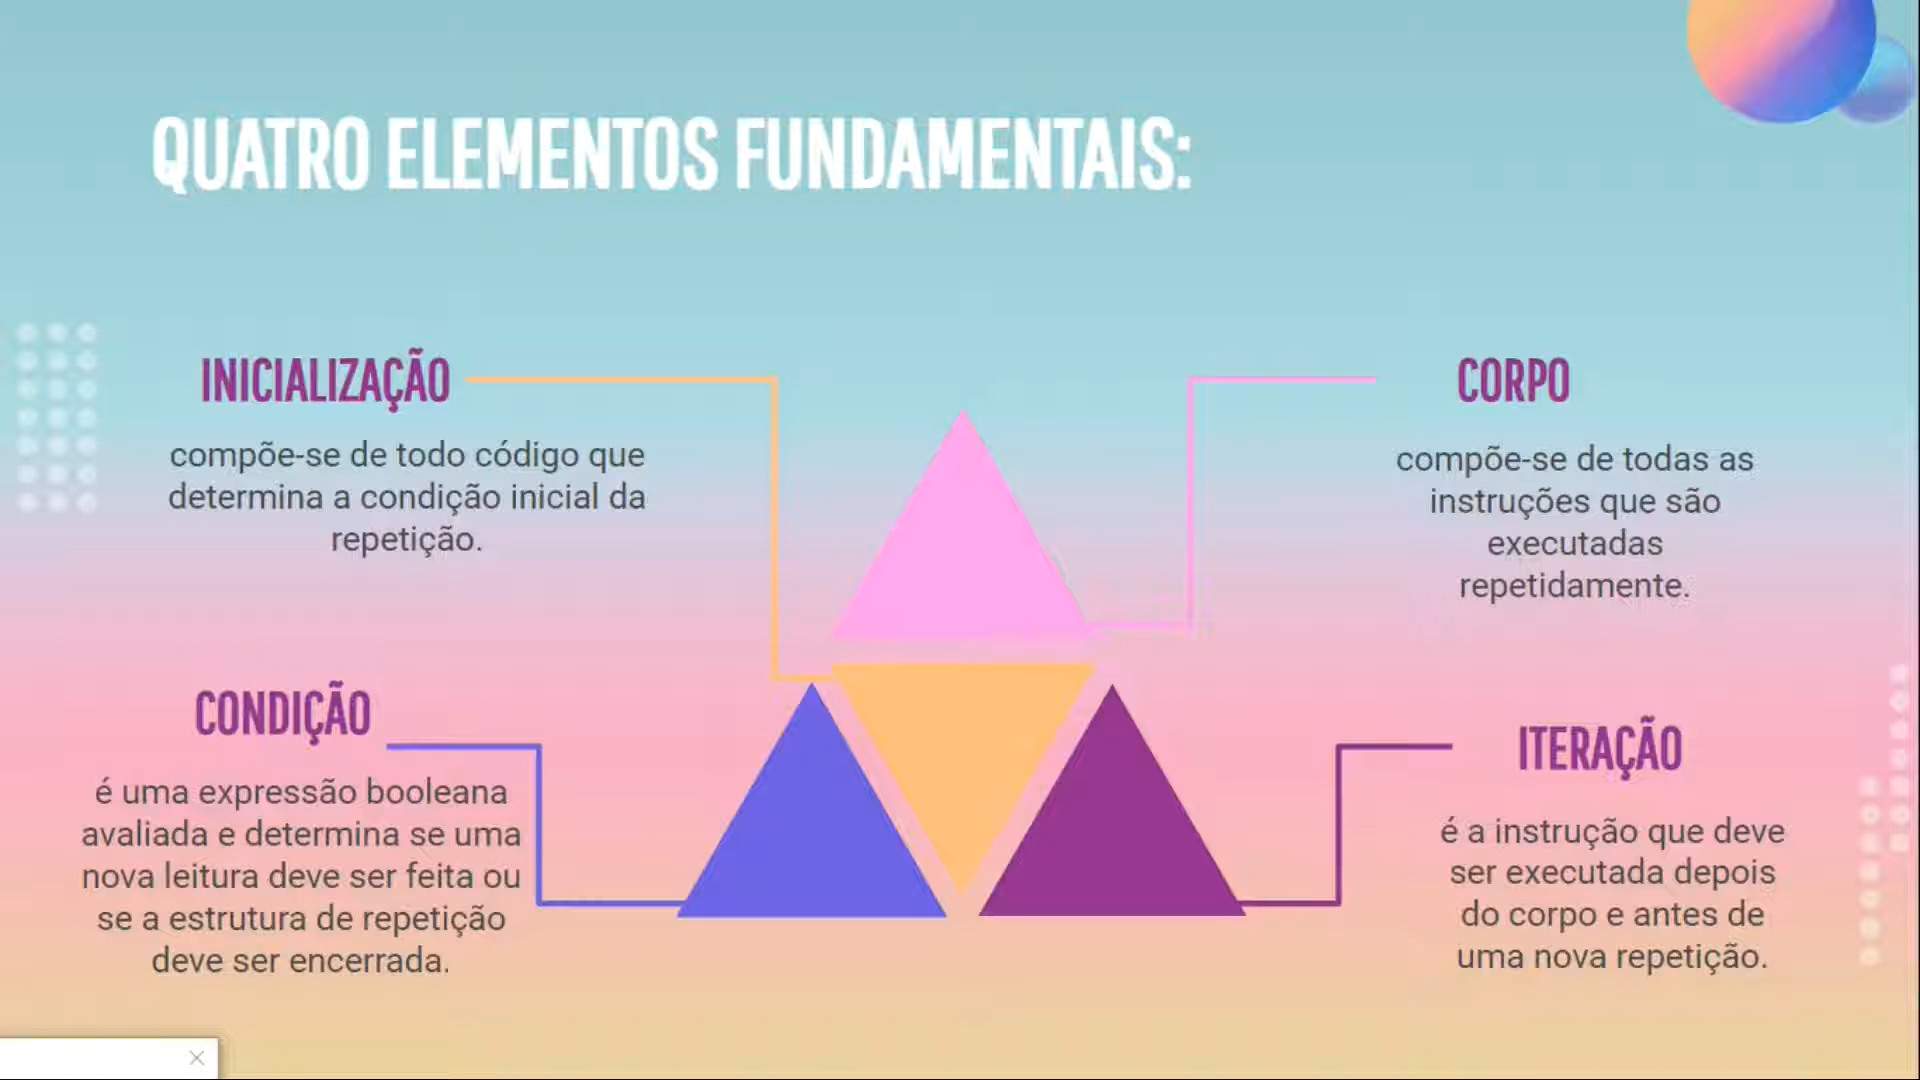 QUATRO ELEMENTOS FUNDAMENTAIS:
INICIALIZAÇÃO
compõe-se de todo código que
determina a condição inicial da
repetição.
CORPO
compõe-se de todas as
instruções que são
executadas
repetidamente.
CONDIÇÃO
é uma expressão booleana
avaliada e determina se uma
nova leitura deve ser feita ou
se a estrutura de repetição
deve ser encerrada.
ITERAÇÃO
é a instrução que deve
ser executada depois
do corpo e antes de
uma nova repetição.